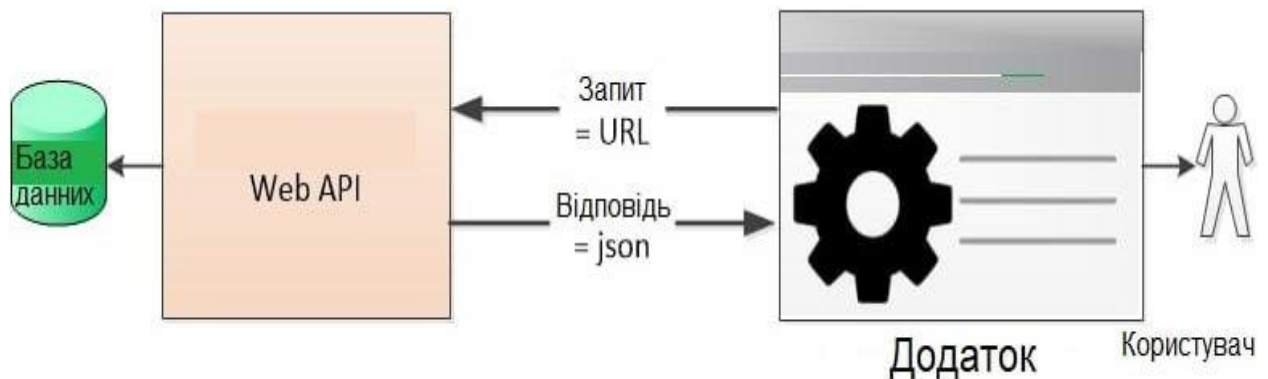 База
данних
Web API
Запит
= URL
Відповідь
= json
Додаток
Користувач